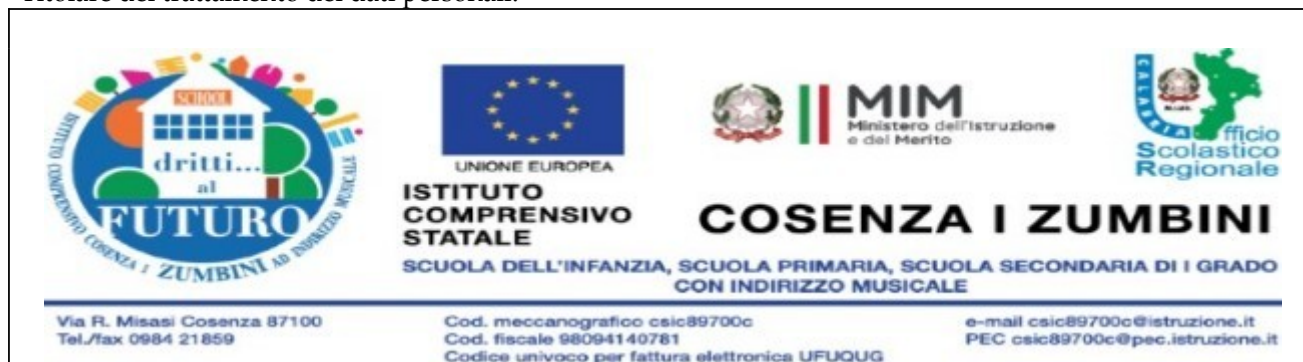 Titolare del trattamento dei dati personali:
SCHOOL
dritti...
al
FUTURO
ISTITUTO COMPRENSIVO COSENZA I ZUMBINI AD INDIRIZZO MUSICALE
UNIONE EUROPEA
MIM
Ministero dell'Istruzione
e del Merito
CALABRIA
Ufficio
Scolastico
Regionale
ISTITUTO
COMPRENSIVO
STATALE
COSENZA I ZUMBINI
SCUOLA DELL'INFANZIA, SCUOLA PRIMARIA, SCUOLA SECONDARIA DI I GRADO
CON INDIRIZZO MUSICALE
Via R. Misasi Cosenza 87100
Tel./fax 0984 21859
Cod. meccanografico csic89700c
Cod. fiscale 98094140781
Codice univoco per fattura elettronica UFUQUG
e-mail csic89700c@istruzione.it
PEC csic89700c@pec.istruzione.it